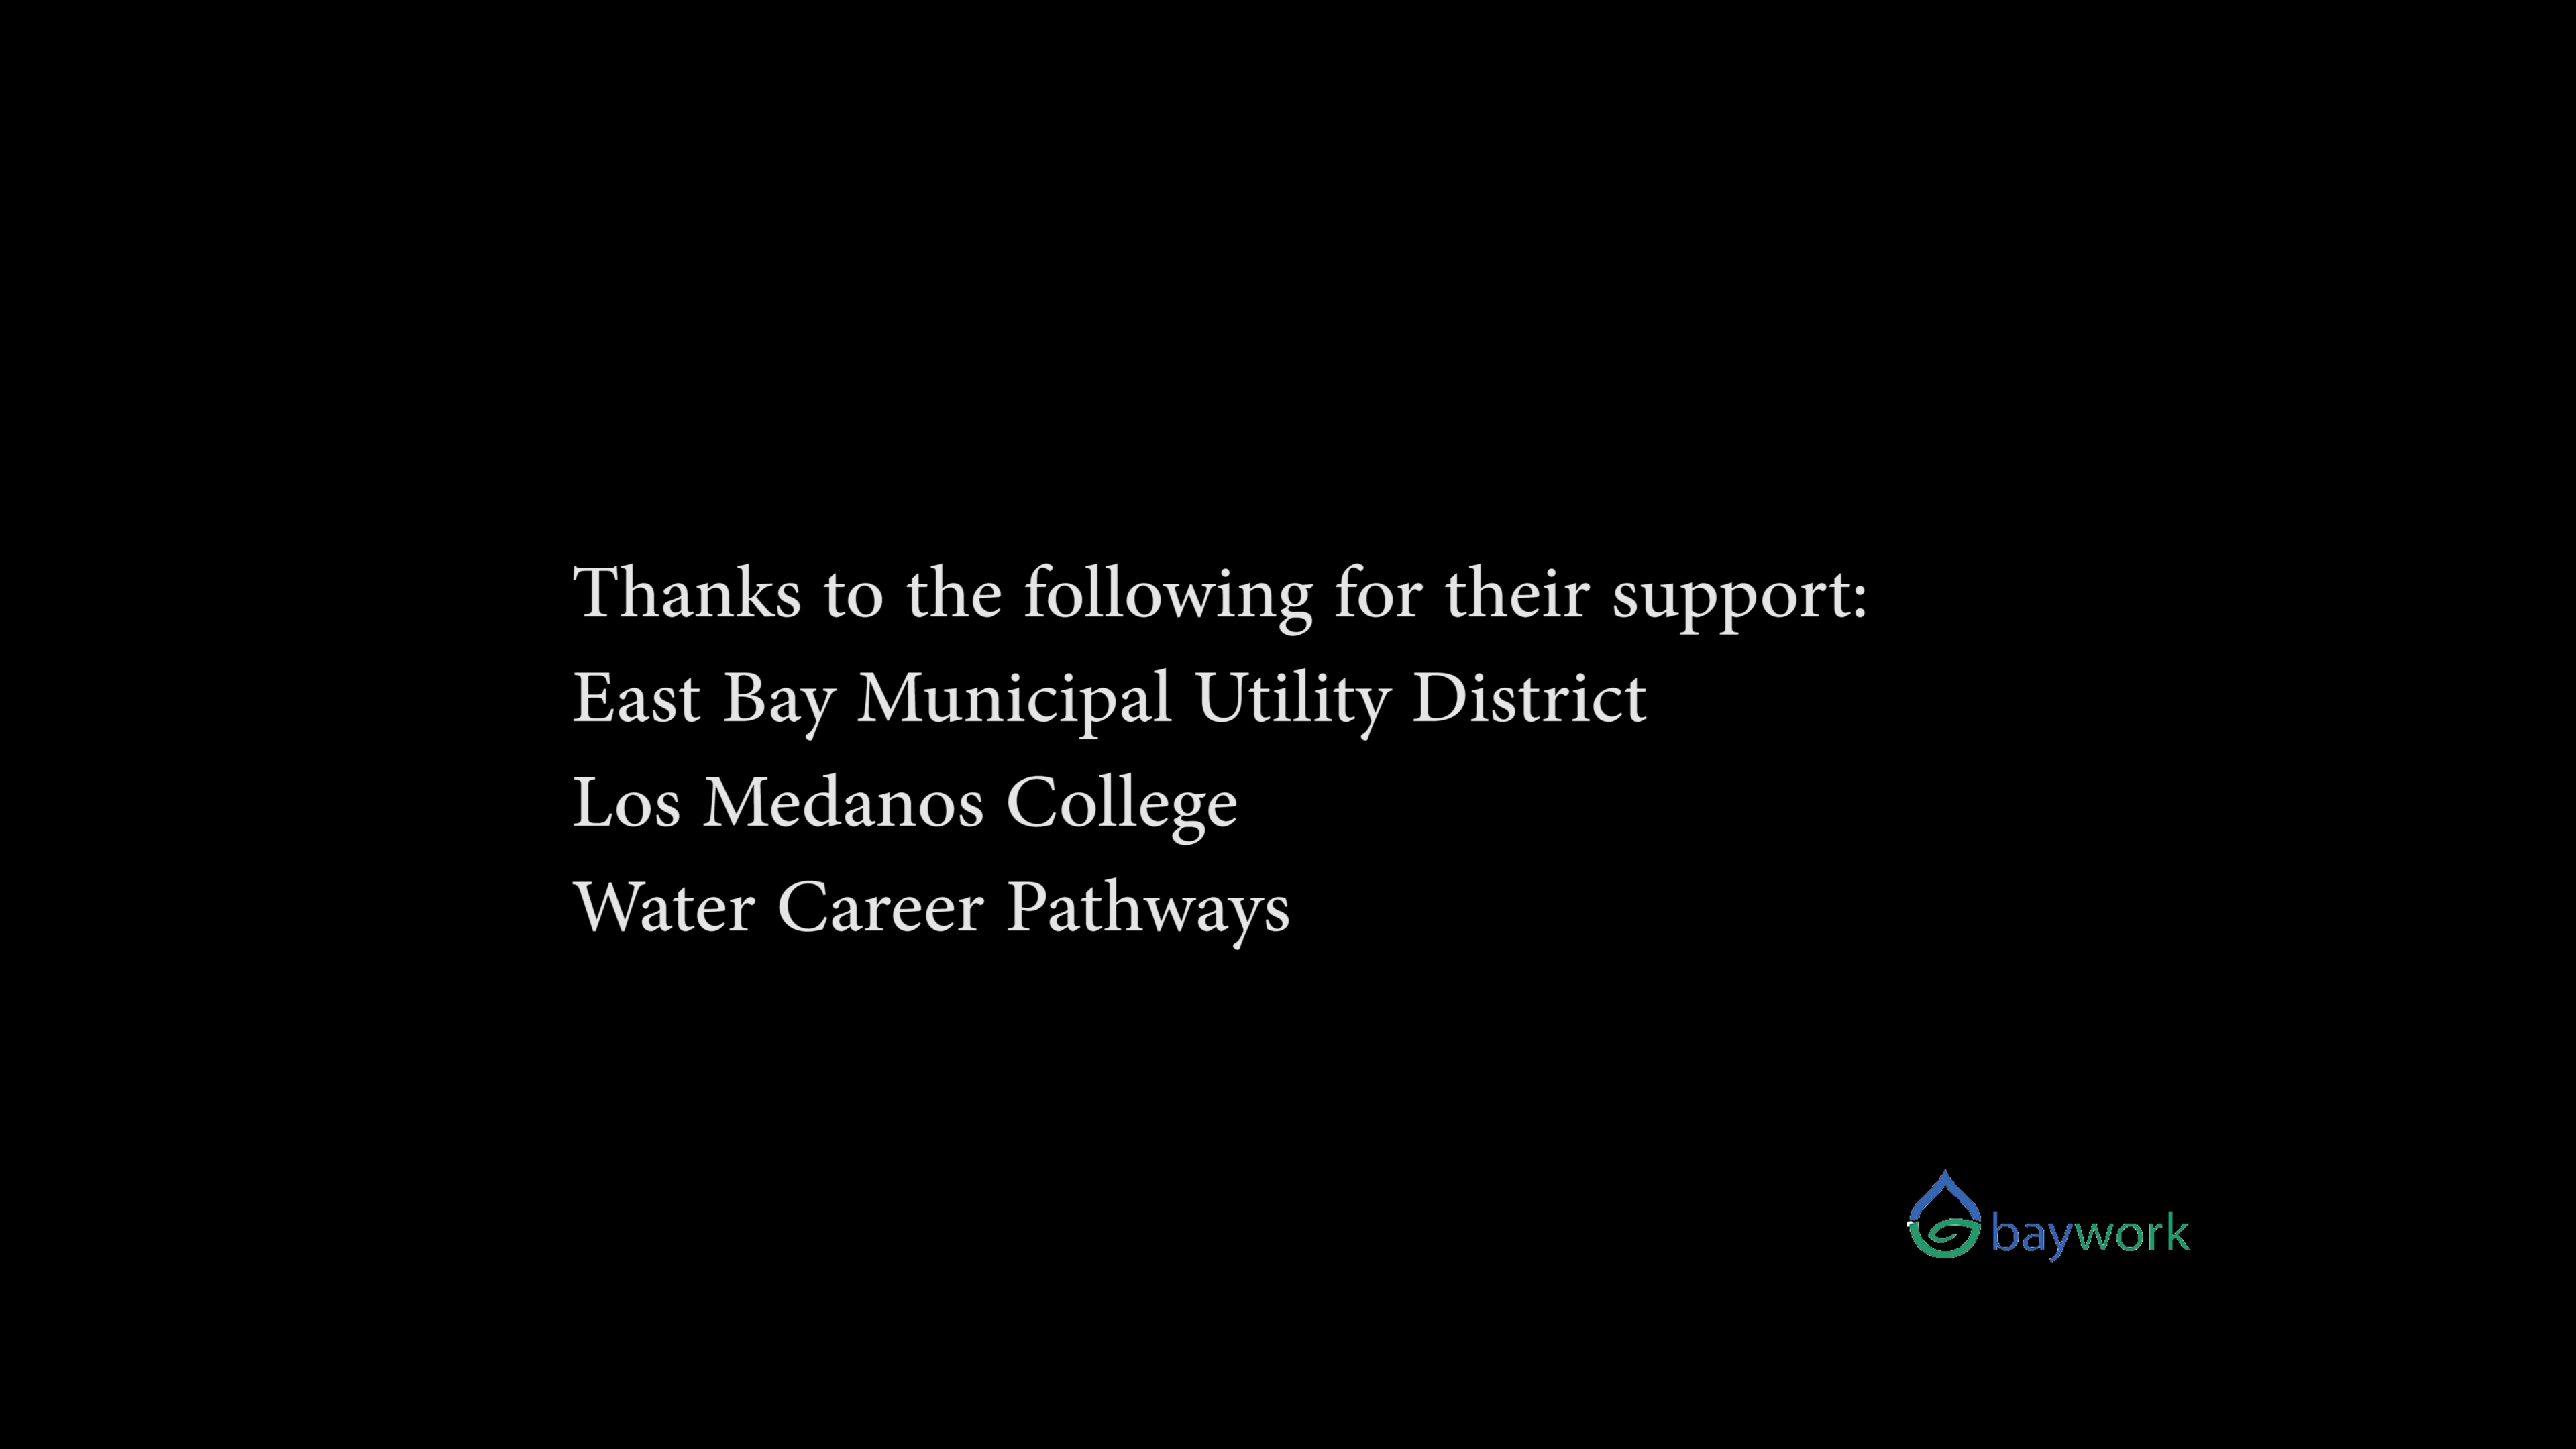 Thanks to the following for their support:
East Bay Municipal Utility District
Los Medanos College
Water Career Pathways
baywork